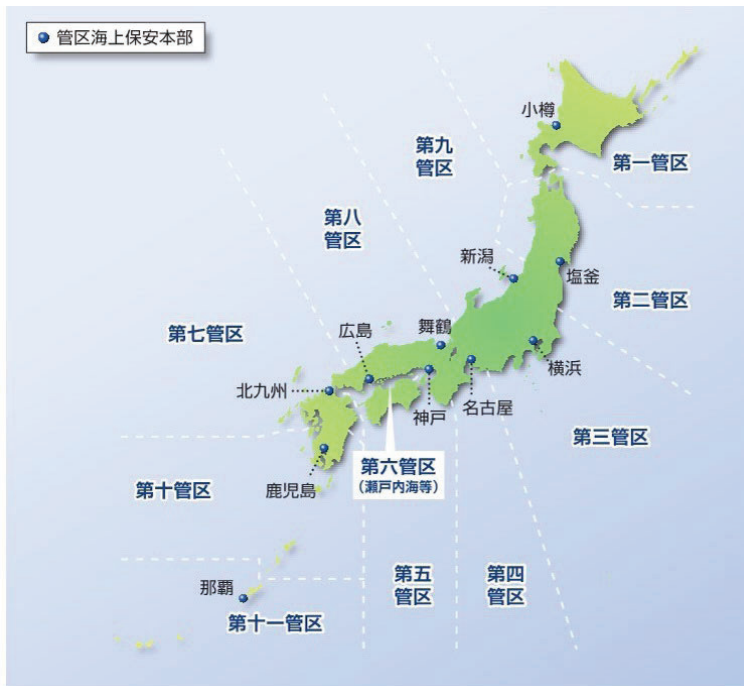 管区海上保安本部
小樽
第九
管区
第一管区
第八
管区
新潟
塩釜
第二管区
第七管区
広島
舞鶴
横浜
北九州
神戸
名古屋
第三管区
第六管区
(瀬戸内海等)
第十管区
鹿児島
第五
管区
第四
管区
那覇
第十一管区